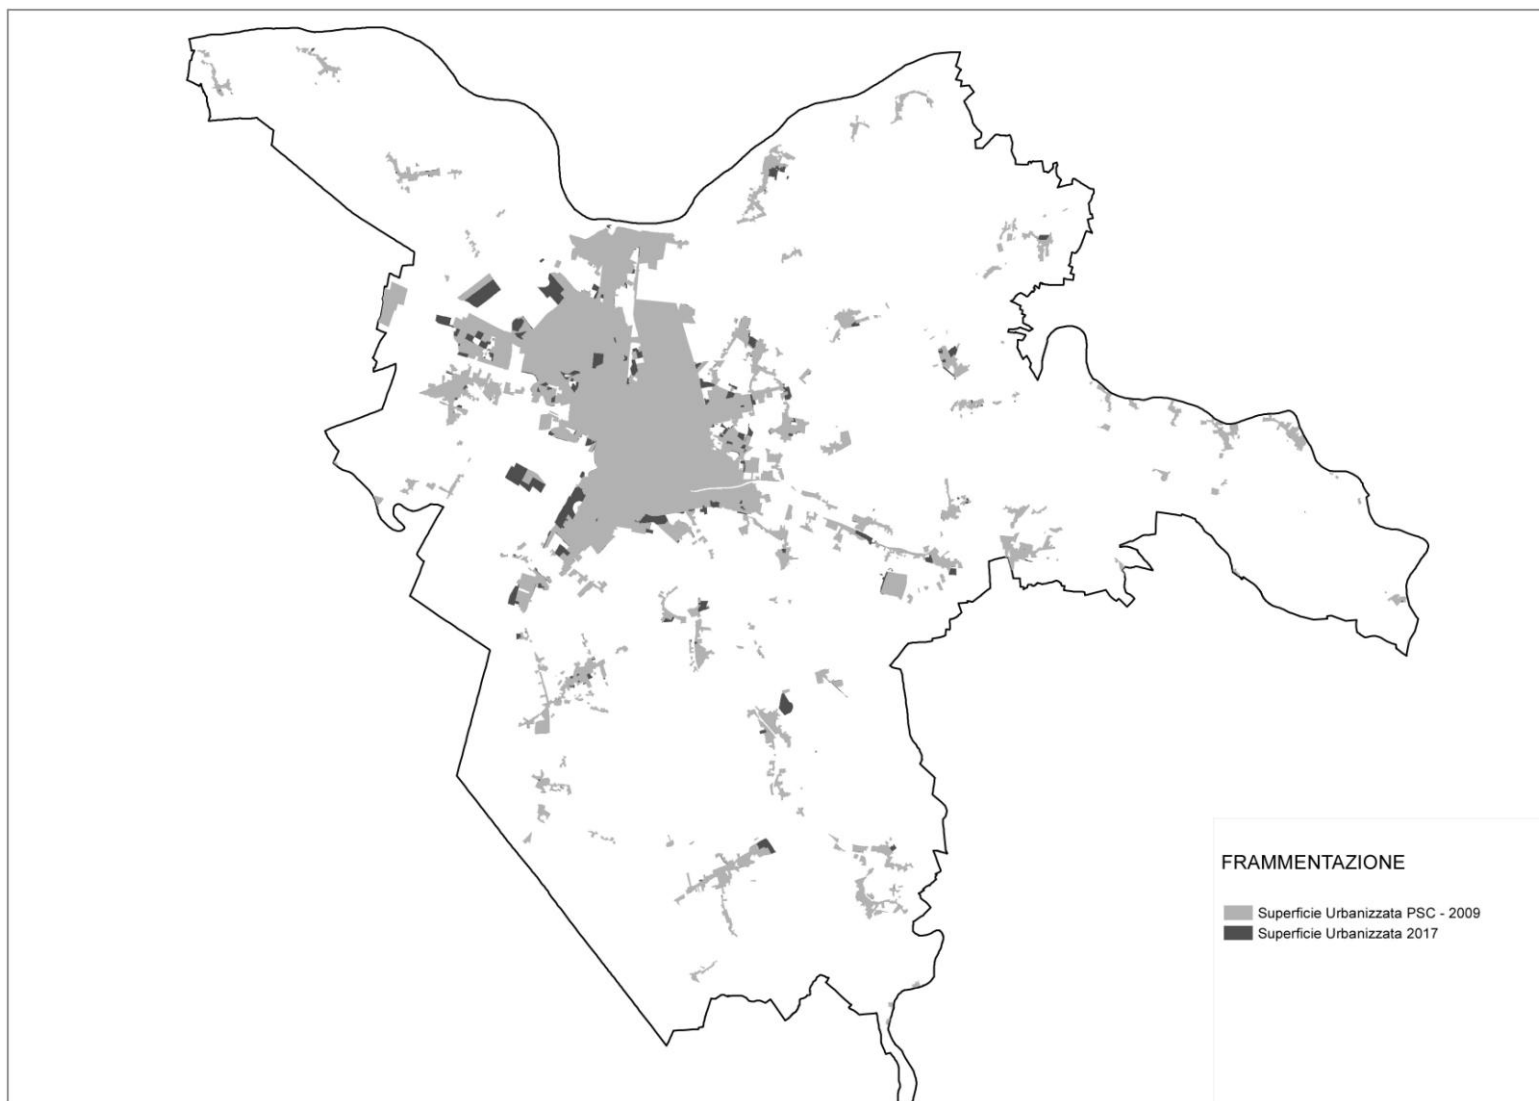 FRAMMENTAZIONE
Superficie Urbanizzata PSC - 2009
Superficie Urbanizzata 2017